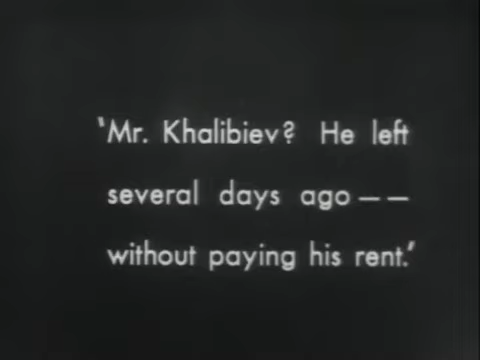 'Mr. Khalibiev? He left
several days ago — —
without paying his rent.'